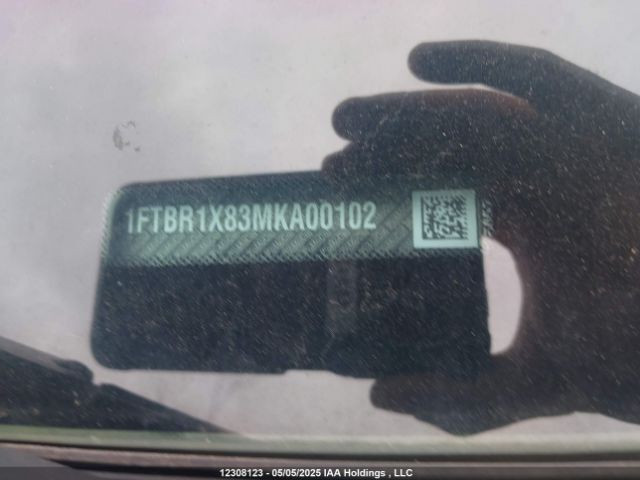 1FTBR1X83MKA00102
12308123 - 05/05/2025 IAA Holdings , LLC